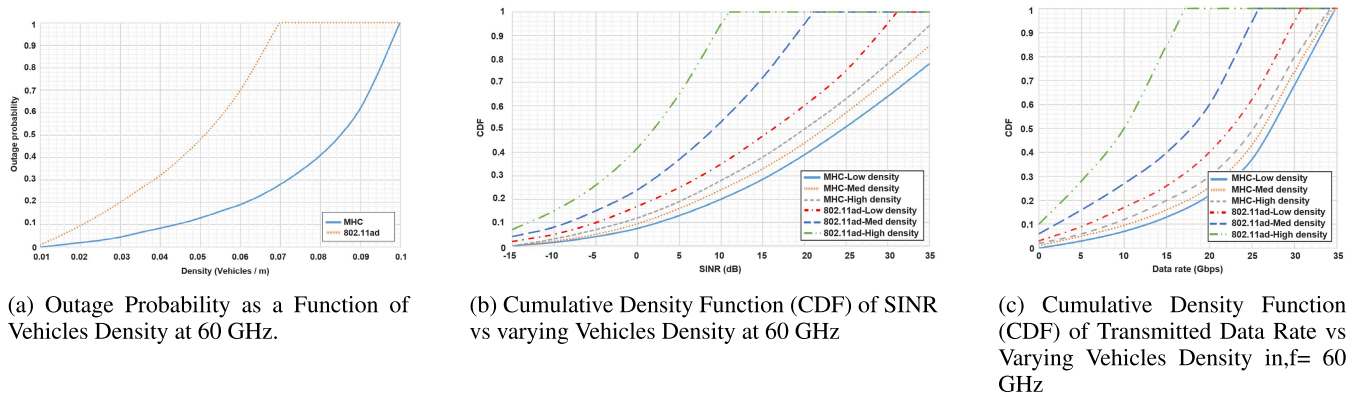 1
0.9
0.8
0.7
0.6
0.5
0.4
0.3
0.2
0.1
0
Outage probability
0.01 0.02 0.03 0.04 0.05 0.06 0.07 0.08 0.09 0.1
Density (Vehicles / m)
MHC
802.11ad
(a) Outage Probability as a Function of
Vehicles Density at 60 GHz.
1
0.9
0.8
0.7
0.6
0.5
0.4
0.3
0.2
0.1
0
CDF
-15 -10 -5 0 5 10 15 20 25 30 35
SINR (dB)
MHC-Low density
MHC-Med density
MHC-High density
802.11ad-Low density
802.11ad-Med density
802.11ad-High density
(b) Cumulative Density Function (CDF) of SINR
vs varying Vehicles Density at 60 GHz
1
0.9
0.8
0.7
0.6
0.5
0.4
0.3
0.2
0.1
0
CDF
0 5 10 15 20 25 30 35
Data rate (Gbps)
MHC-Low density
MHC-Med density
MHC-High density
802.11ad-Low density
802.11ad-Med density
802.11ad-High density
(c) Cumulative Density Function
(CDF) of Transmitted Data Rate vs
Varying Vehicles Density in,f= 60
GHz